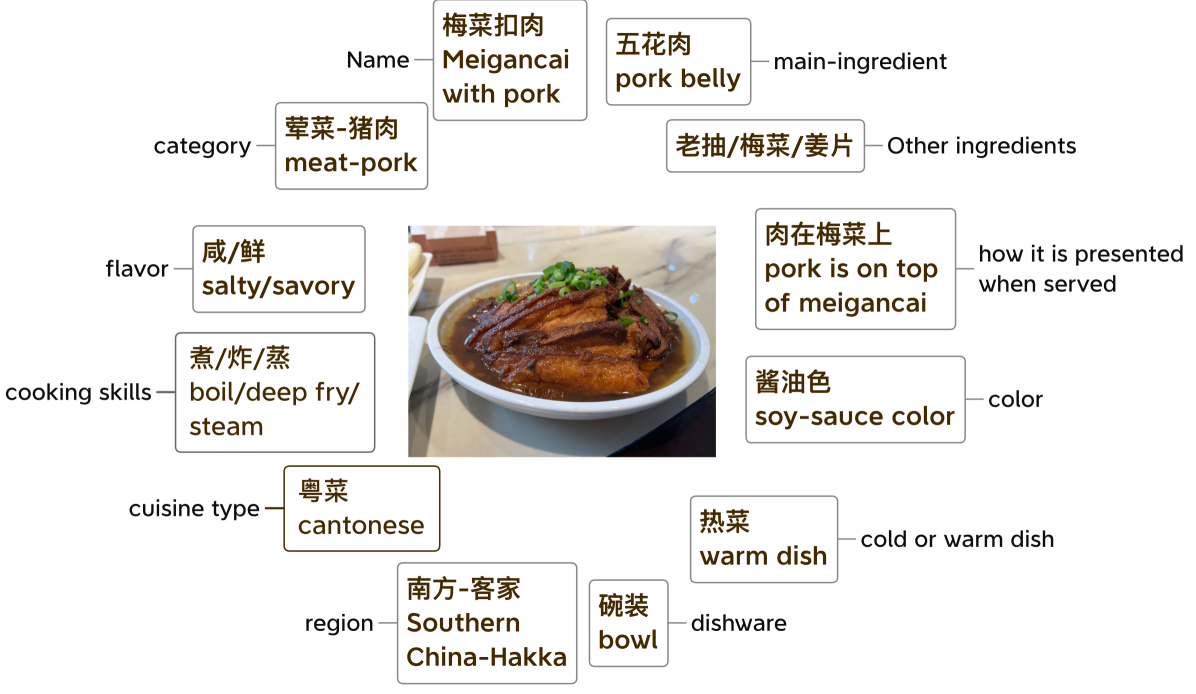 Name
梅菜扣肉
Meigancai
with pork
五花肉
pork belly
main-ingredient
category
荤菜-猪肉
meat-pork
老抽/梅菜/姜片
Other ingredients
flavor
咸/鲜
salty/savory
肉在梅菜上
pork is on top
of meigancai
how it is presented
when served
cooking skills
煮/炸/蒸
boil/deep fry/
steam
酱油色
soy-sauce color
color
cuisine type
粤菜
cantonese
热菜
warm dish
cold or warm dish
region
南方-客家
Southern
China-Hakka
碗装
bowl
dishware